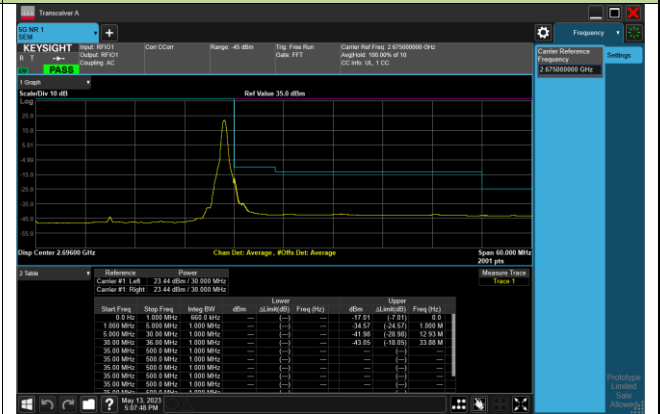 Transceiver A
5G NR 1
SEM
+
Frequency
KEYSIGHT
R T
PASS
Input: RFIO1
Output: RFIO1
Coupling: AC
Corr CCorr
Range: -45 dBm
Trig: Free Run
Gate: FFT
Carrier Ref Freq: 2.675000000 GHz
Avg|Hold: 100.00% of 10
CC Info: UL, 1 CC
Carrier Reference
Frequency
2.675000000 GHz
Settings
1 Graph
Scale/Div 10 dB
Ref Value 35.0 dBm
Log
25.0
15.0
5.01
-4.99
-15.0
-25.0
-35.0
-45.0
-55.0
Disp Center 2.69600 GHz
Chan Det: Average, #Offs Det: Average
Span 60.000 MHz
2001 pts
2 Table
Reference Power
Carrier #1: Left 23.44 dBm / 30.000 MHz
Carrier #1: Right 23.44 dBm / 30.000 MHz
Measure Trace
Trace 1
Lower Upper
Start Freq Stop Freq Integ BW dBm ΔLimit(dB) Freq (Hz) dBm ΔLimit(dB) Freq (Hz)
0.0 Hz 1.000 MHz 660.0 kHz --- (---) --- -17.01 (-7.01) 0.0
1.000 MHz 5.000 MHz 1.000 MHz --- (---) --- -34.57 (-24.57) 1.000 M
5.000 MHz 30.00 MHz 1.000 MHz --- (---) --- -41.98 (-28.98) 12.93 M
30.00 MHz 36.00 MHz 1.000 MHz --- (---) --- -43.05 (-18.05) 33.88 M
35.00 MHz 500.0 MHz 1.000 MHz --- (---) --- --- (---) ---
35.00 MHz 500.0 MHz 1.000 MHz --- (---) --- --- (---) ---
35.00 MHz 500.0 MHz 1.000 MHz --- (---) --- --- (---) ---
35.00 MHz 500.0 MHz 1.000 MHz --- (---) --- --- (---) ---
?
May 13, 2023
5:07:48 PM
Prototype
Limited
Sale
Allowed